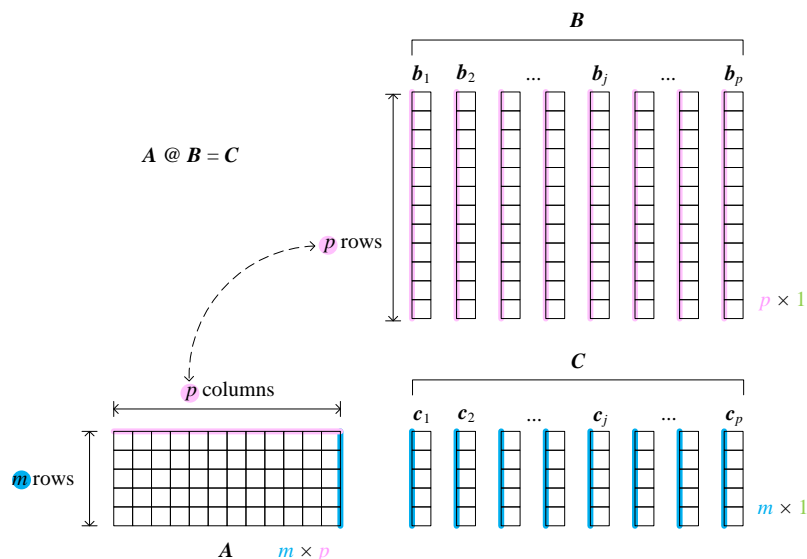 B
b1 b2 ... bj ... bp
A @ B = C
p rows
p × 1
C
p columns
c1 c2 ... cj ... cp
m rows
m × 1
A m × p